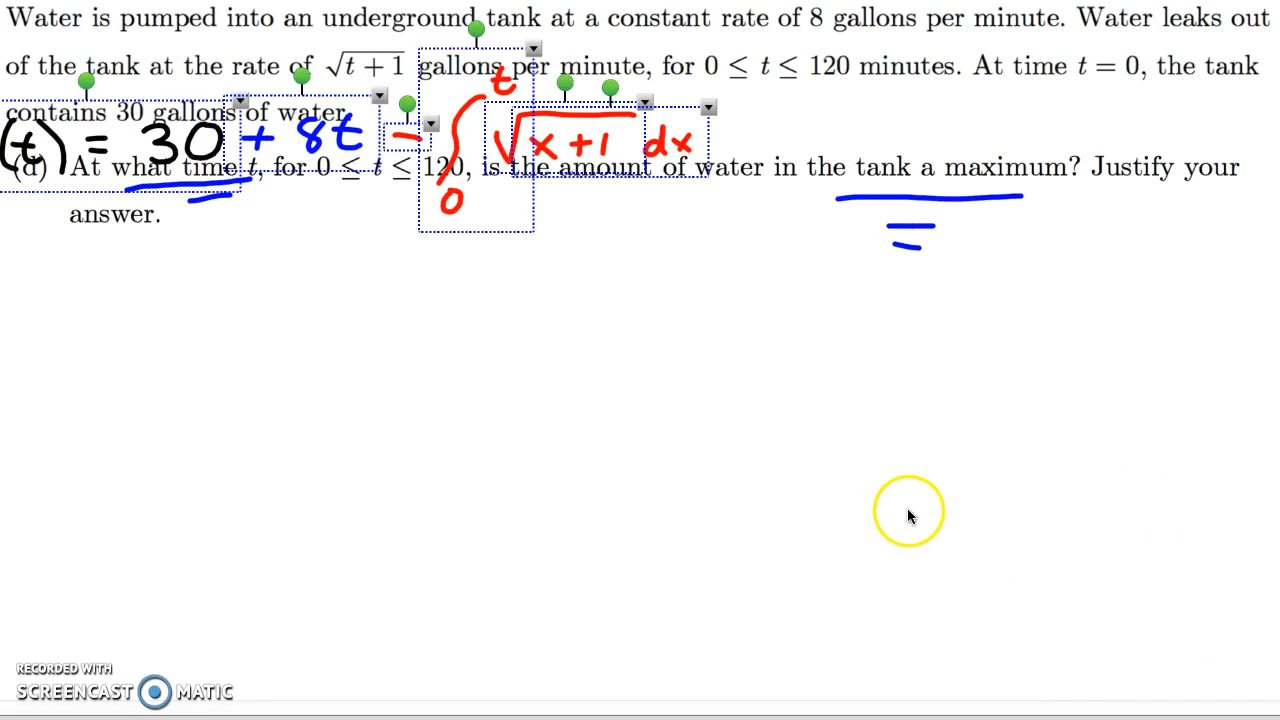 Water is pumped into an underground tank at a constant rate of 8 gallons per minute. Water leaks out
of the tank at the rate of √(t + 1) gallons per minute, for 0 ≤ t ≤ 120 minutes. At time t = 0, the tank
contains 30 gallons of water.
(t) = 30 + 8t − ∫₀ᵗ √(x+1) dx
(d) At what time t, for 0 ≤ t ≤ 120, is the amount of water in the tank a maximum? Justify your
answer.
RECORDED WITH
SCREENCAST MATIC